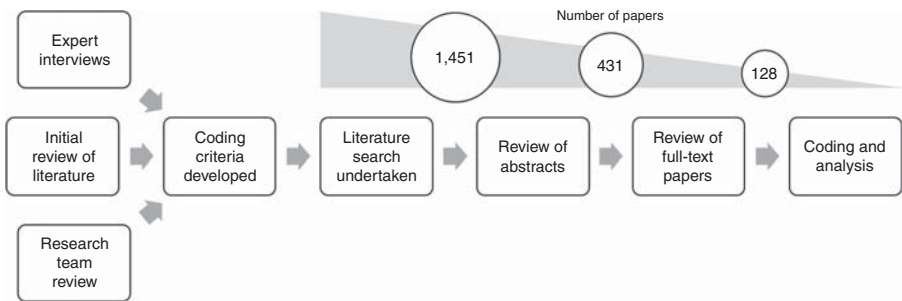 Number of papers
1,451
431
128
Expert
interviews
Initial
review of
literature
Research
team
review
Coding
criteria
developed
Literature
search
undertaken
Review of
abstracts
Review of
full-text
papers
Coding and
analysis